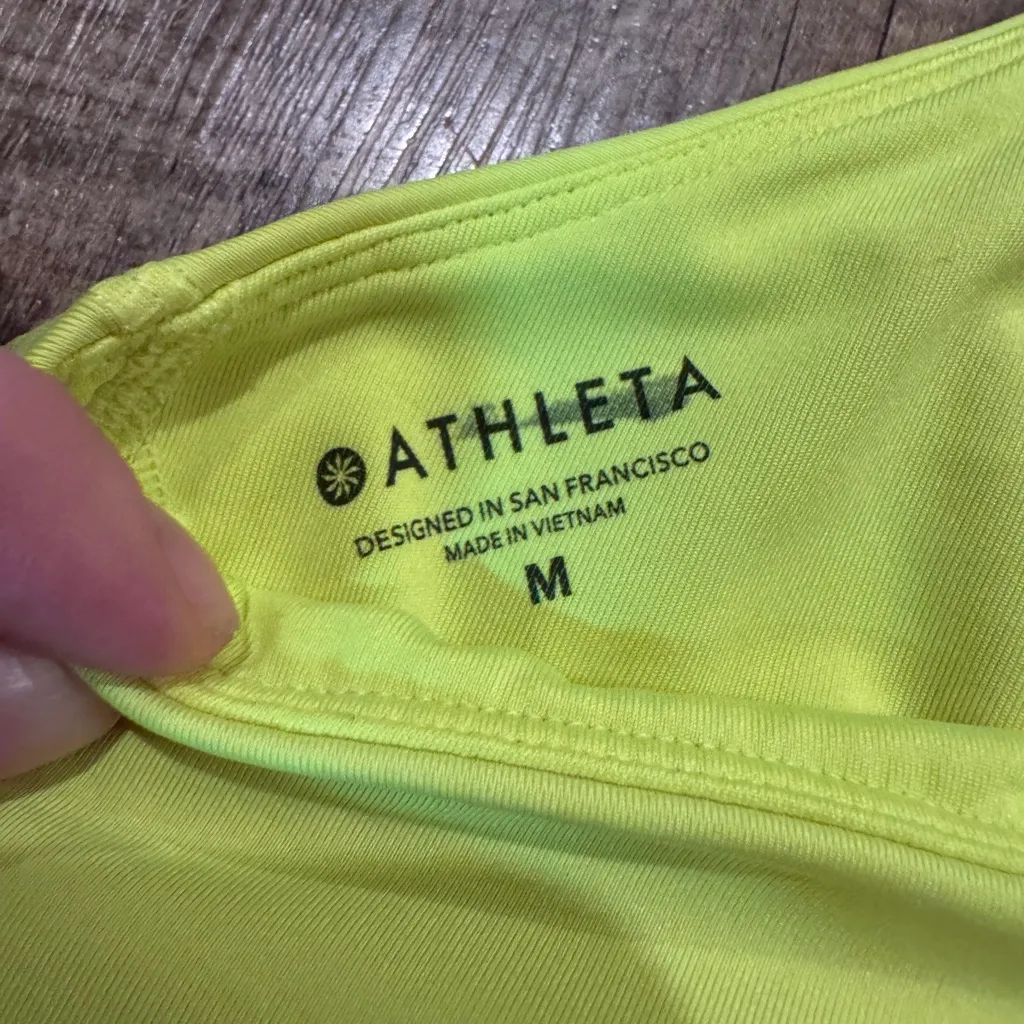 ATHLETA
DESIGNED IN SAN FRANCISCO
MADE IN VIETNAM
M